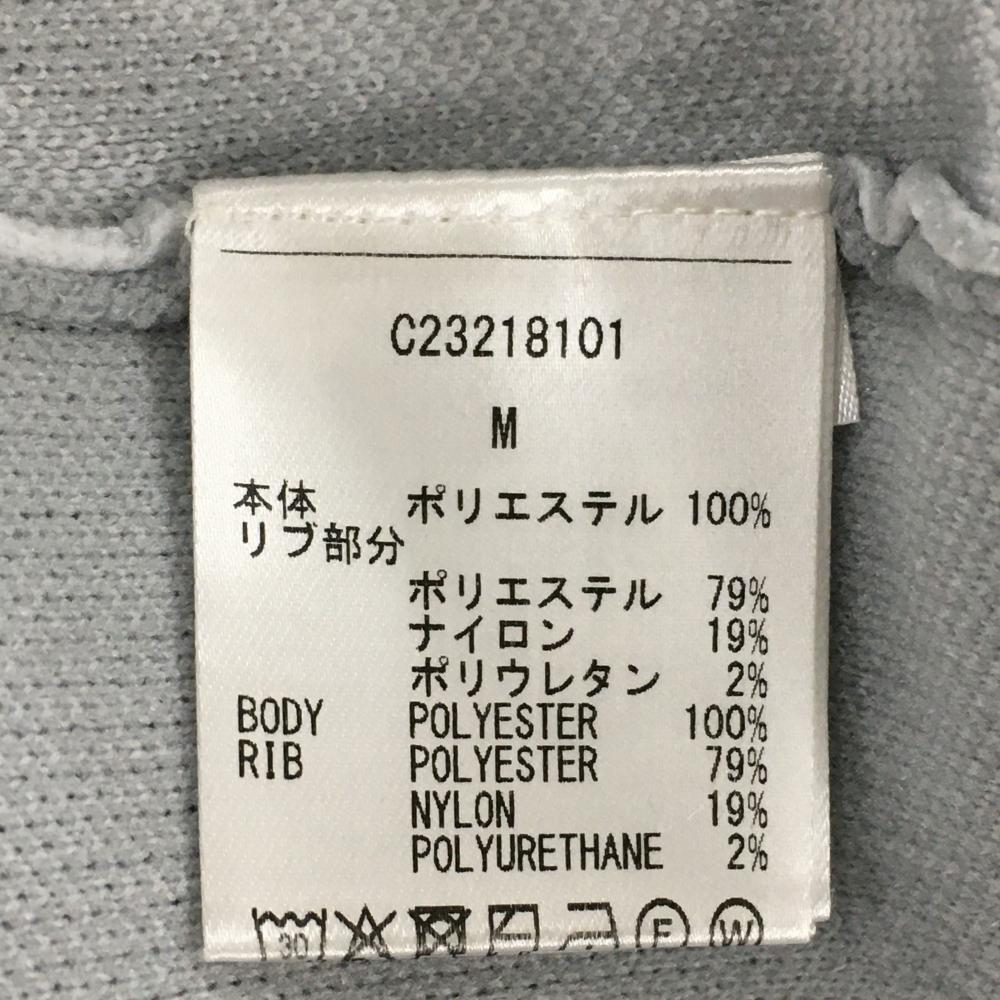 C23218101
M
本体 ポリエステル 100%
リブ部分
ポリエステル 79%
ナイロン 19%
ポリウレタン 2%
BODY POLYESTER 100%
RIB POLYESTER 79%
NYLON 19%
POLYURETHANE 2%
30 F W